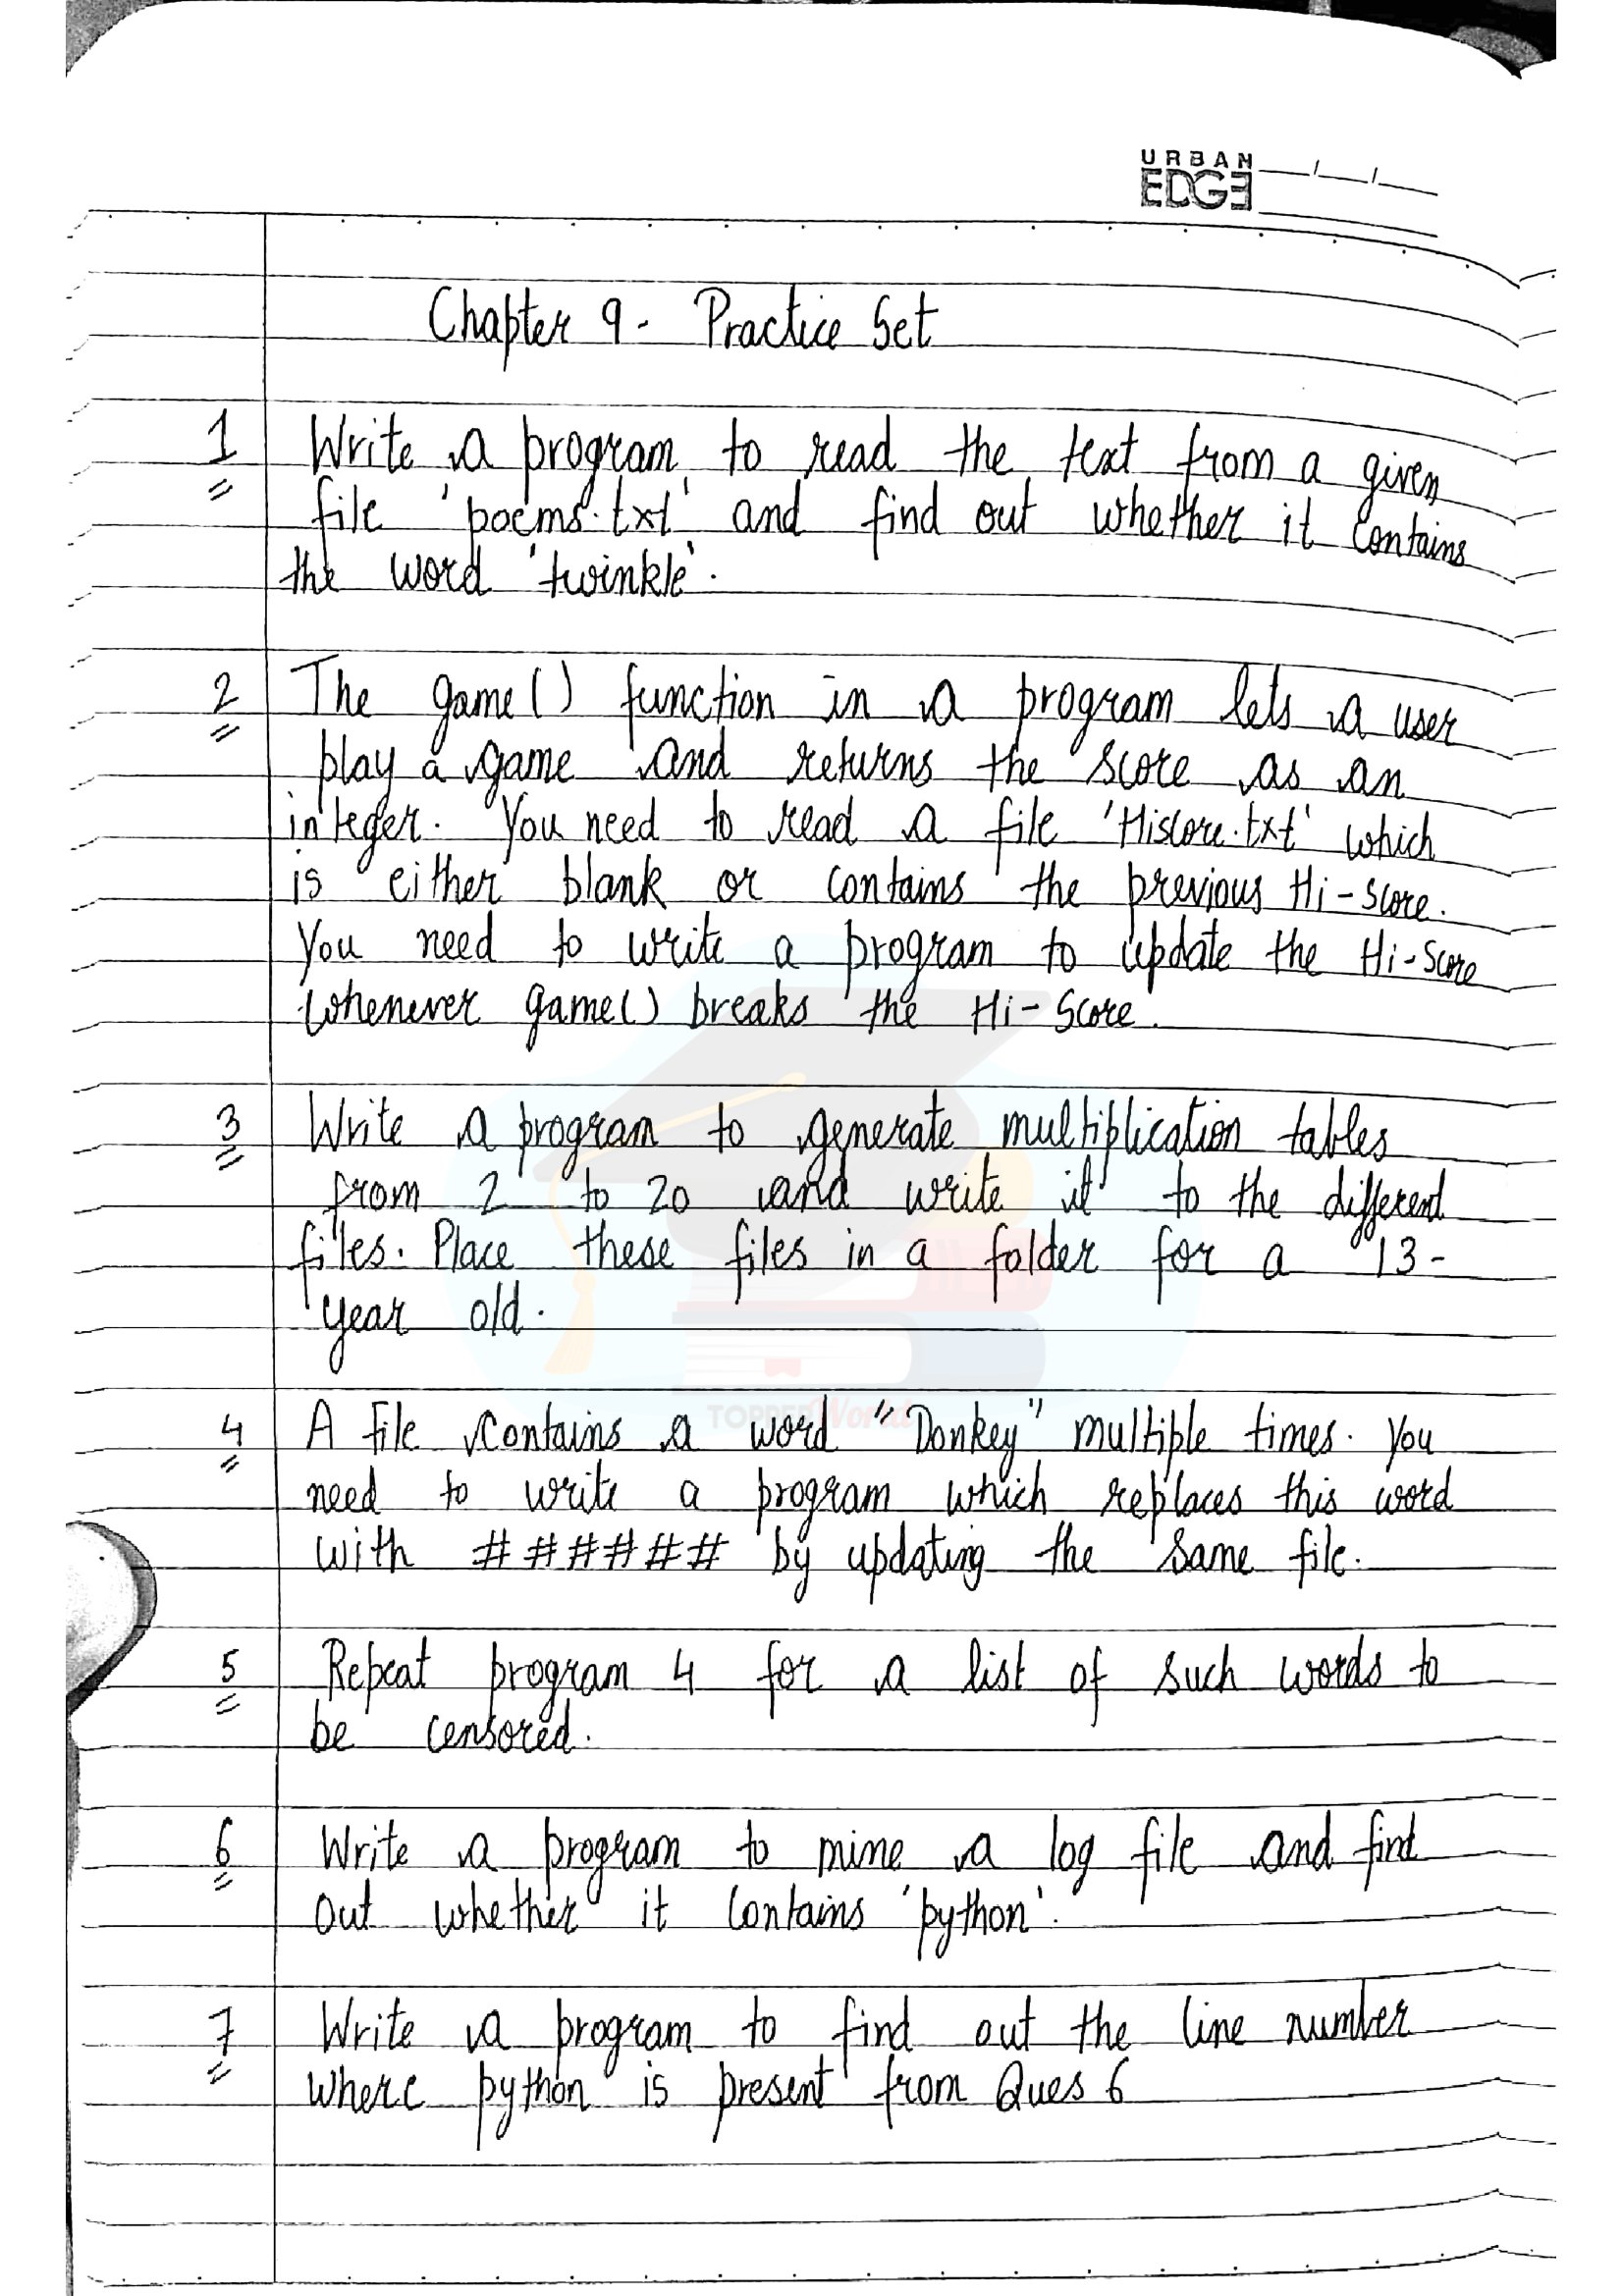 URBAN
EDGE
Chapter 9 - Practice Set
1 Write a program to read the text from a given
file 'poems.txt' and find out whether it contains
the word 'twinkle'.
2 The game() function in a program lets a user
play a game and returns the score as an
integer. You need to read a file 'Hiscore.txt' which
is either blank or contains the previous Hi-score.
You need to write a program to update the Hi-Score
whenever game() breaks the Hi-Score.
3 Write a program to generate multiplication tables
from 2 to 20 and write it to the different
files. Place these files in a folder for a 13-
year old.
TOPPERWorld
4 A file contains a word "Donkey" multiple times. You
need to write a program which replaces this word
with ###### by updating the same file.
5 Repeat program 4 for a list of such words to
be censored.
6 Write a program to mine a log file and find
out whether it contains 'python'.
7 Write a program to find out the line number
where python is present from Ques 6